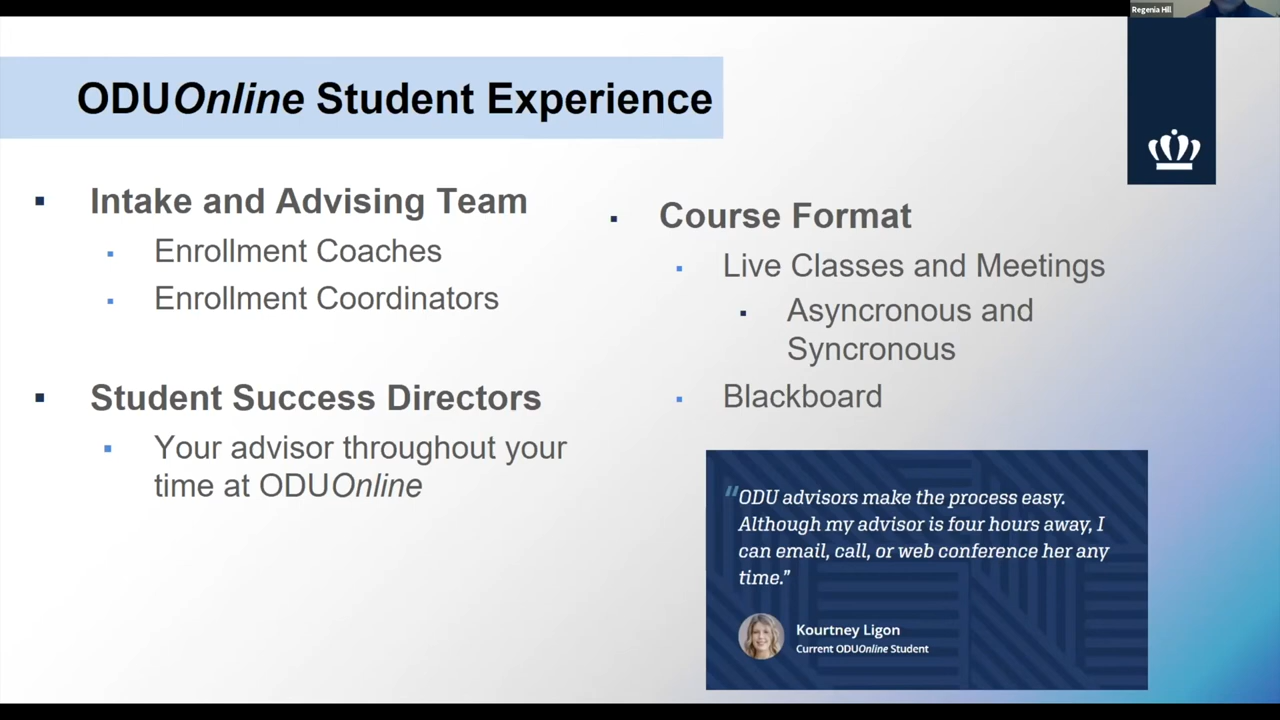 Regenia Hill
ODUOnline Student Experience
Intake and Advising Team
Enrollment Coaches
Enrollment Coordinators
Student Success Directors
Your advisor throughout your
time at ODUOnline
Course Format
Live Classes and Meetings
Asyncronous and
Syncronous
Blackboard
"ODU advisors make the process easy.
Although my advisor is four hours away, I
can email, call, or web conference her any
time."
Kourtney Ligon
Current ODUOnline Student